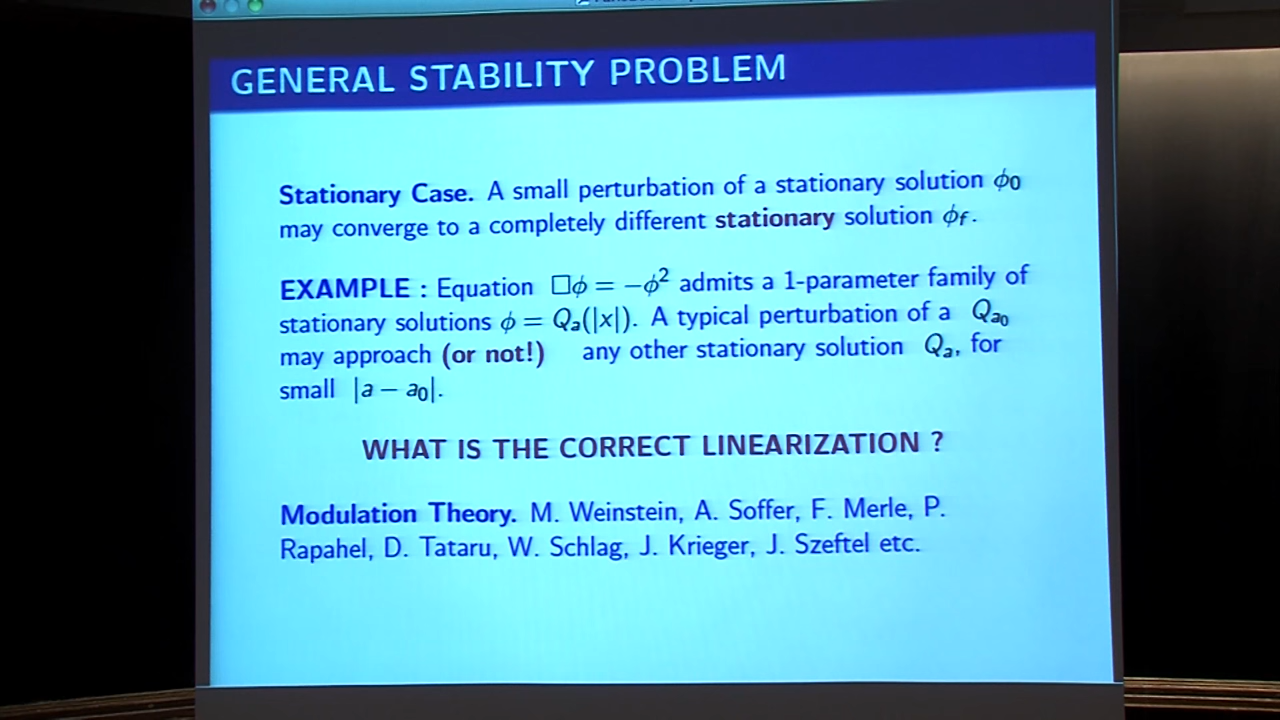 GENERAL STABILITY PROBLEM
Stationary Case. A small perturbation of a stationary solution ϕ₀
may converge to a completely different stationary solution ϕ_f.
EXAMPLE : Equation □ϕ = −ϕ² admits a 1-parameter family of
stationary solutions ϕ = Qₐ(|x|). A typical perturbation of a Q_{a₀}
may approach (or not!) any other stationary solution Qₐ, for
small |a − a₀|.
WHAT IS THE CORRECT LINEARIZATION ?
Modulation Theory. M. Weinstein, A. Soffer, F. Merle, P.
Rapahel, D. Tataru, W. Schlag, J. Krieger, J. Szeftel etc.